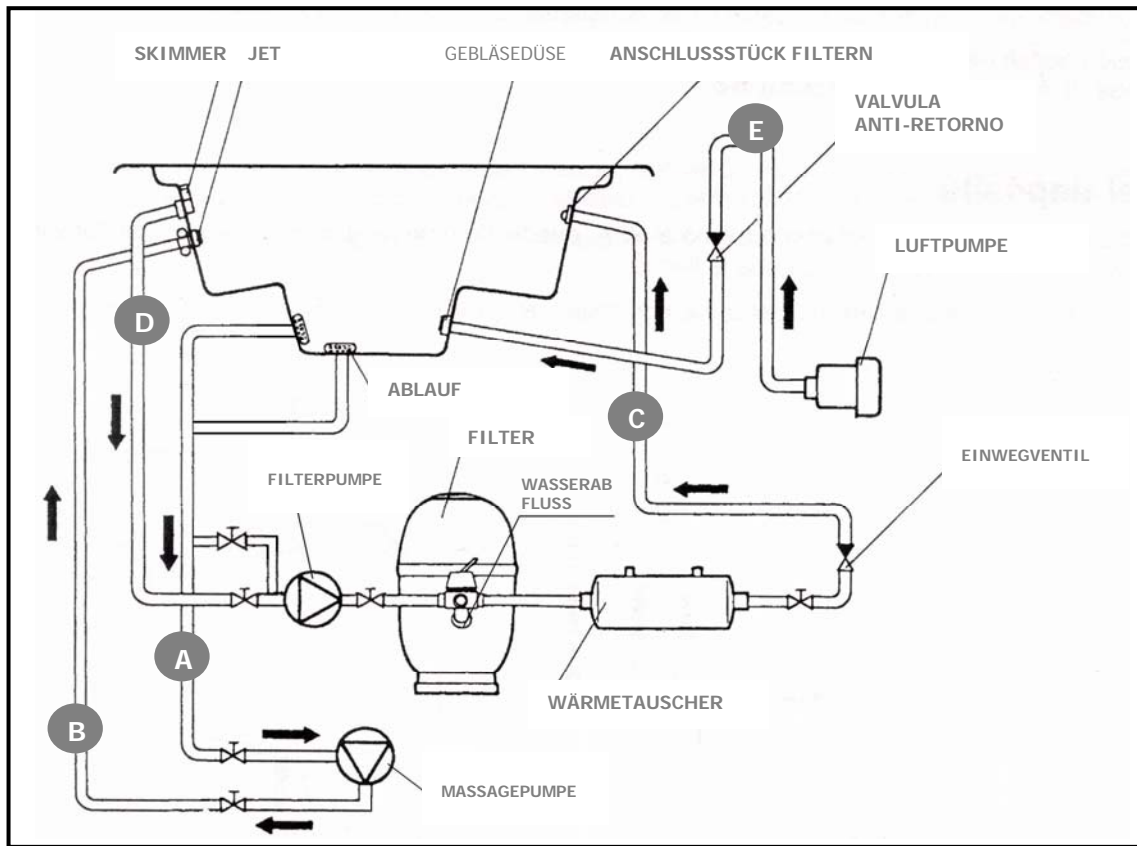 SKIMMER JET GEBLÄSEDÜSE ANSCHLUSSSTÜCK FILTERN
VALVULA
ANTI-RETORNO
E
LUFTPUMPE
D
ABLAUF
C
FILTER
EINWEGVENTIL
FILTERPUMPE
WASSERAB
FLUSS
A
WÄRMETAUSCHER
B
MASSAGEPUMPE